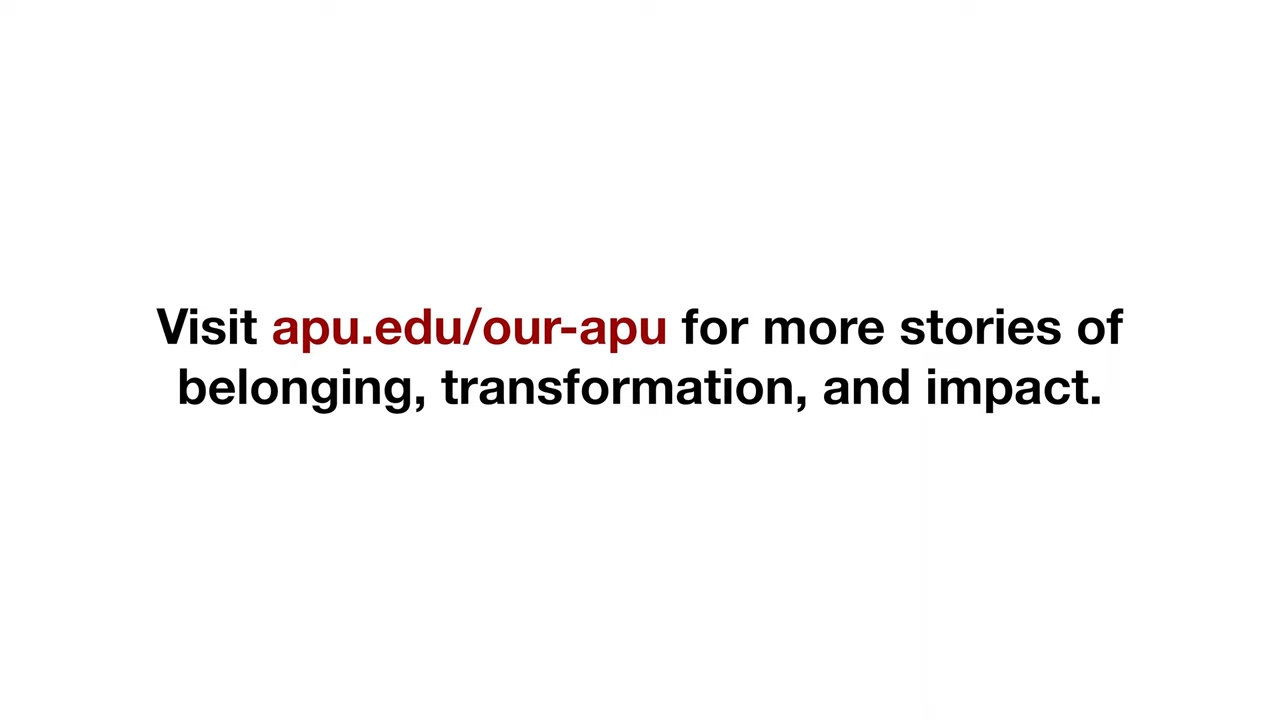 Visit apu.edu/our-apu for more stories of
belonging, transformation, and impact.